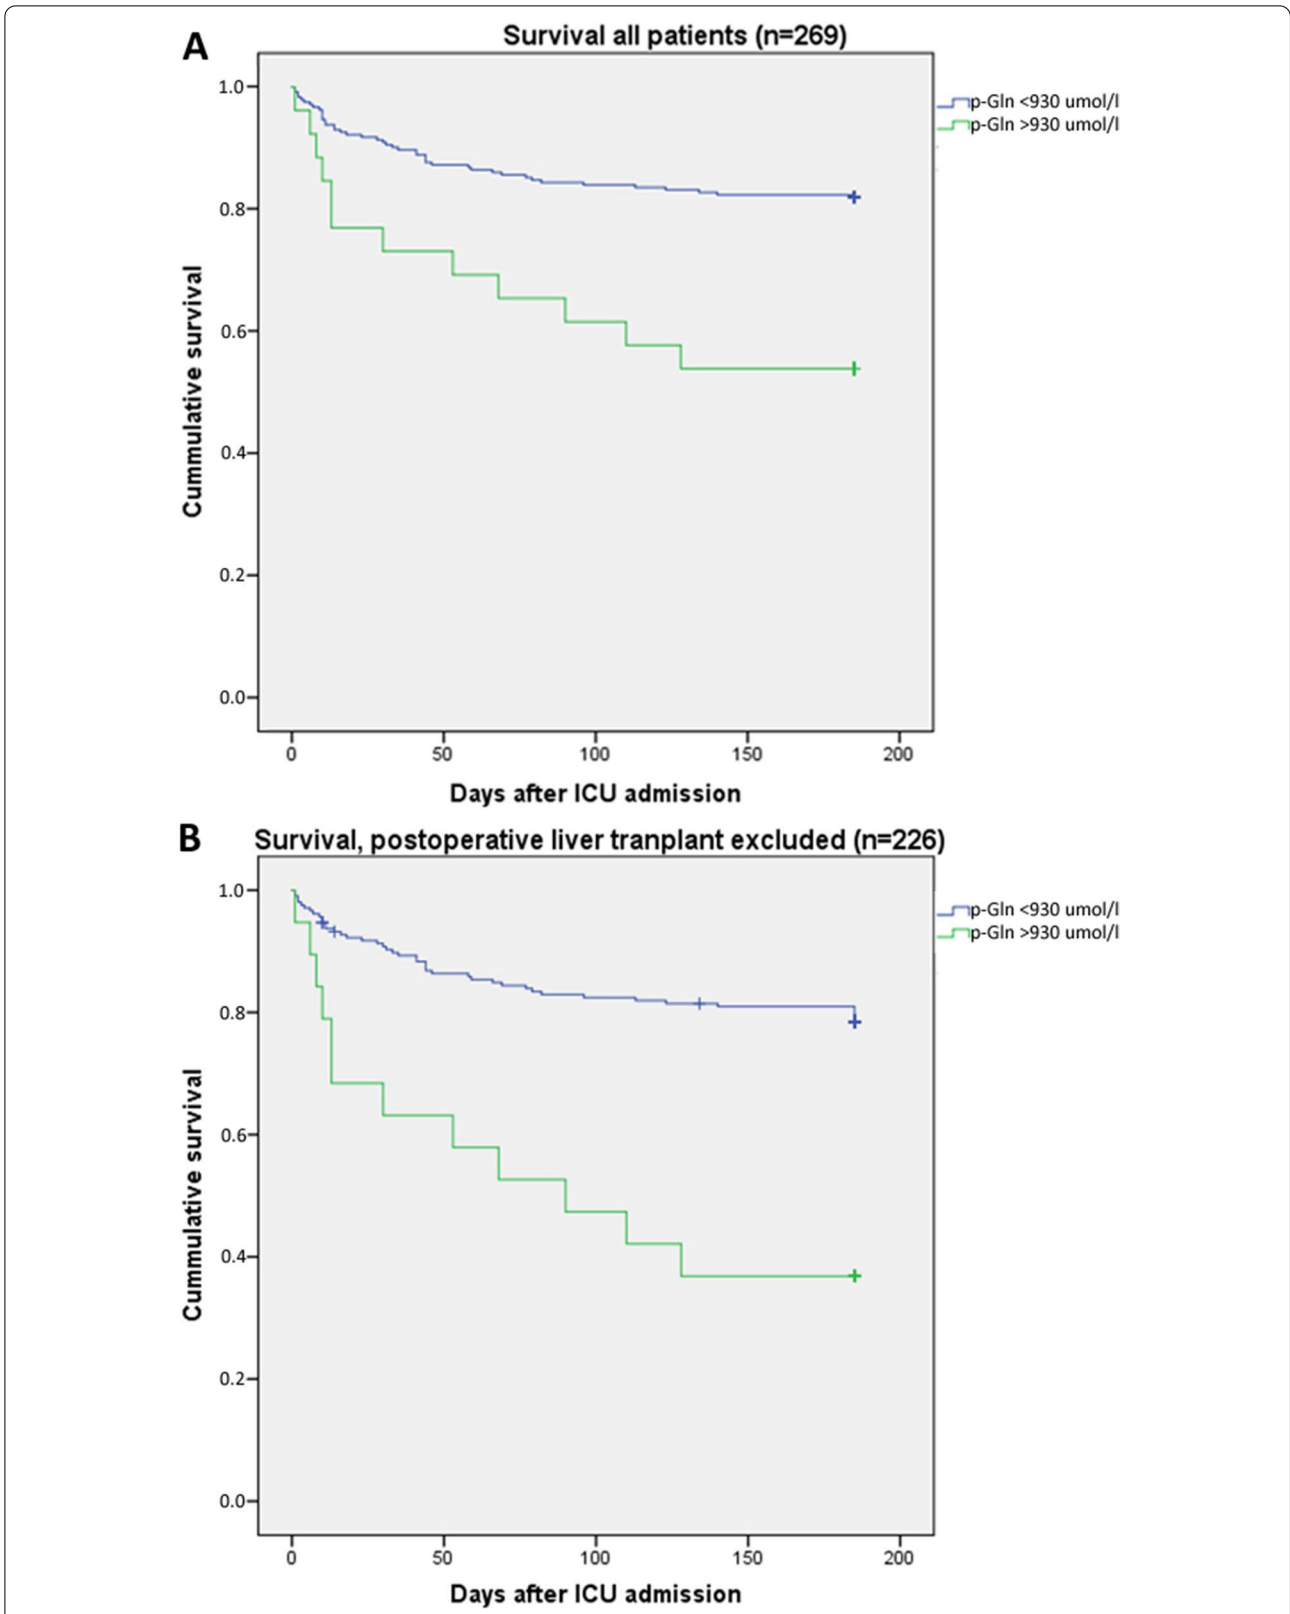 A
Survival all patients (n=269)
p-Gln <930 umol/l
p-Gln >930 umol/l
1.0
0.8
0.6
0.4
0.2
0.0
Cummulative survival
0 50 100 150 200
Days after ICU admission
B
Survival, postoperative liver tranplant excluded (n=226)
p-Gln <930 umol/l
p-Gln >930 umol/l
1.0
0.8
0.6
0.4
0.2
0.0
Cummulative survival
0 50 100 150 200
Days after ICU admission